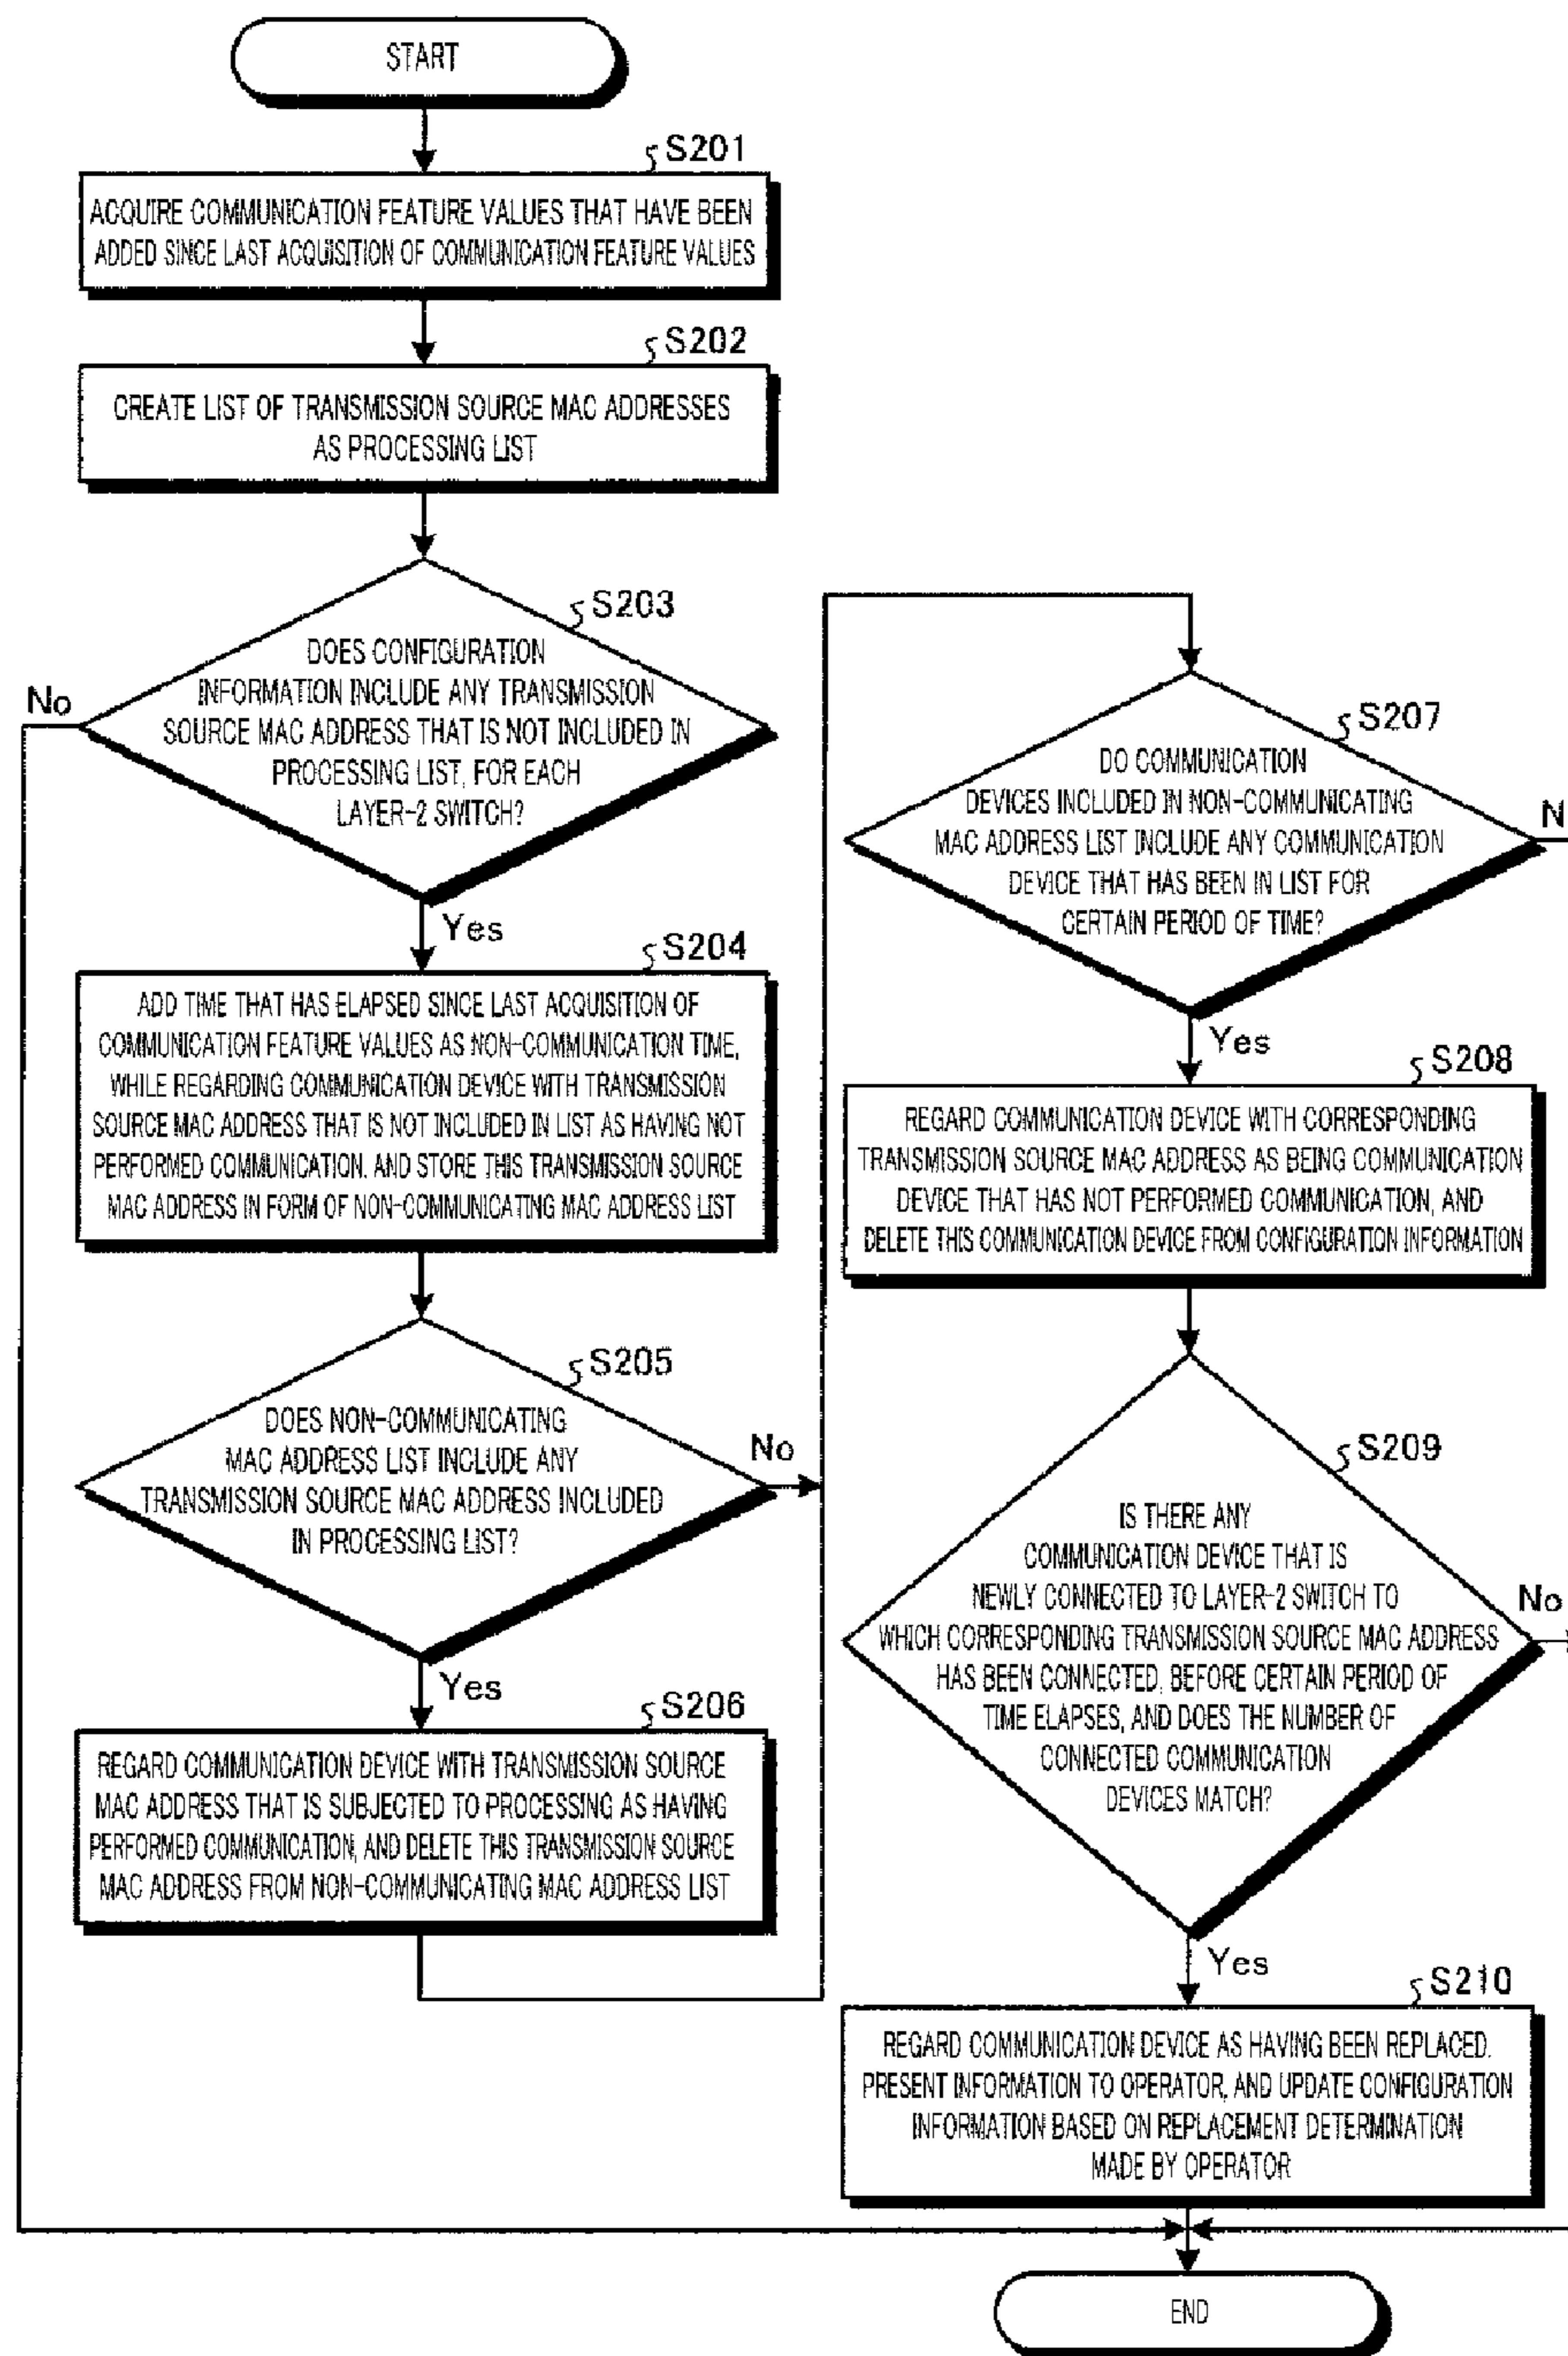 START
S201
ACQUIRE COMMUNICATION FEATURE VALUES THAT HAVE BEEN
ADDED SINCE LAST ACQUISITION OF COMMUNICATION FEATURE VALUES
S202
CREATE LIST OF TRANSMISSION SOURCE MAC ADDRESSES
AS PROCESSING LIST
S203
DOES CONFIGURATION
INFORMATION INCLUDE ANY TRANSMISSION
SOURCE MAC ADDRESS THAT IS NOT INCLUDED IN
PROCESSING LIST, FOR EACH
LAYER-2 SWITCH?
No
Yes
S204
ADD TIME THAT HAS ELAPSED SINCE LAST ACQUISITION OF
COMMUNICATION FEATURE VALUES AS NON-COMMUNICATION TIME,
WHILE REGARDING COMMUNICATION DEVICE WITH TRANSMISSION
SOURCE MAC ADDRESS THAT IS NOT INCLUDED IN LIST AS HAVING NOT
PERFORMED COMMUNICATION, AND STORE THIS TRANSMISSION SOURCE
MAC ADDRESS IN FORM OF NON-COMMUNICATING MAC ADDRESS LIST
S205
DOES NON-COMMUNICATING
MAC ADDRESS LIST INCLUDE ANY
TRANSMISSION SOURCE MAC ADDRESS INCLUDED
IN PROCESSING LIST?
No
Yes
S206
REGARD COMMUNICATION DEVICE WITH TRANSMISSION SOURCE
MAC ADDRESS THAT IS SUBJECTED TO PROCESSING AS HAVING
PERFORMED COMMUNICATION, AND DELETE THIS TRANSMISSION SOURCE
MAC ADDRESS FROM NON-COMMUNICATING MAC ADDRESS LIST
S207
DO COMMUNICATION
DEVICES INCLUDED IN NON-COMMUNICATING
MAC ADDRESS LIST INCLUDE ANY COMMUNICATION
DEVICE THAT HAS BEEN IN LIST FOR
CERTAIN PERIOD OF TIME?
N
Yes
S208
REGARD COMMUNICATION DEVICE WITH CORRESPONDING
TRANSMISSION SOURCE MAC ADDRESS AS BEING COMMUNICATION
DEVICE THAT HAS NOT PERFORMED COMMUNICATION, AND
DELETE THIS COMMUNICATION DEVICE FROM CONFIGURATION INFORMATION
S209
IS THERE ANY
COMMUNICATION DEVICE THAT IS
NEWLY CONNECTED TO LAYER-2 SWITCH TO
WHICH CORRESPONDING TRANSMISSION SOURCE MAC ADDRESS
HAS BEEN CONNECTED, BEFORE CERTAIN PERIOD OF
TIME ELAPSES, AND DOES THE NUMBER OF
CONNECTED COMMUNICATION
DEVICES MATCH?
No
Yes
S210
REGARD COMMUNICATION DEVICE AS HAVING BEEN REPLACED,
PRESENT INFORMATION TO OPERATOR, AND UPDATE CONFIGURATION
INFORMATION BASED ON REPLACEMENT DETERMINATION
MADE BY OPERATOR
END